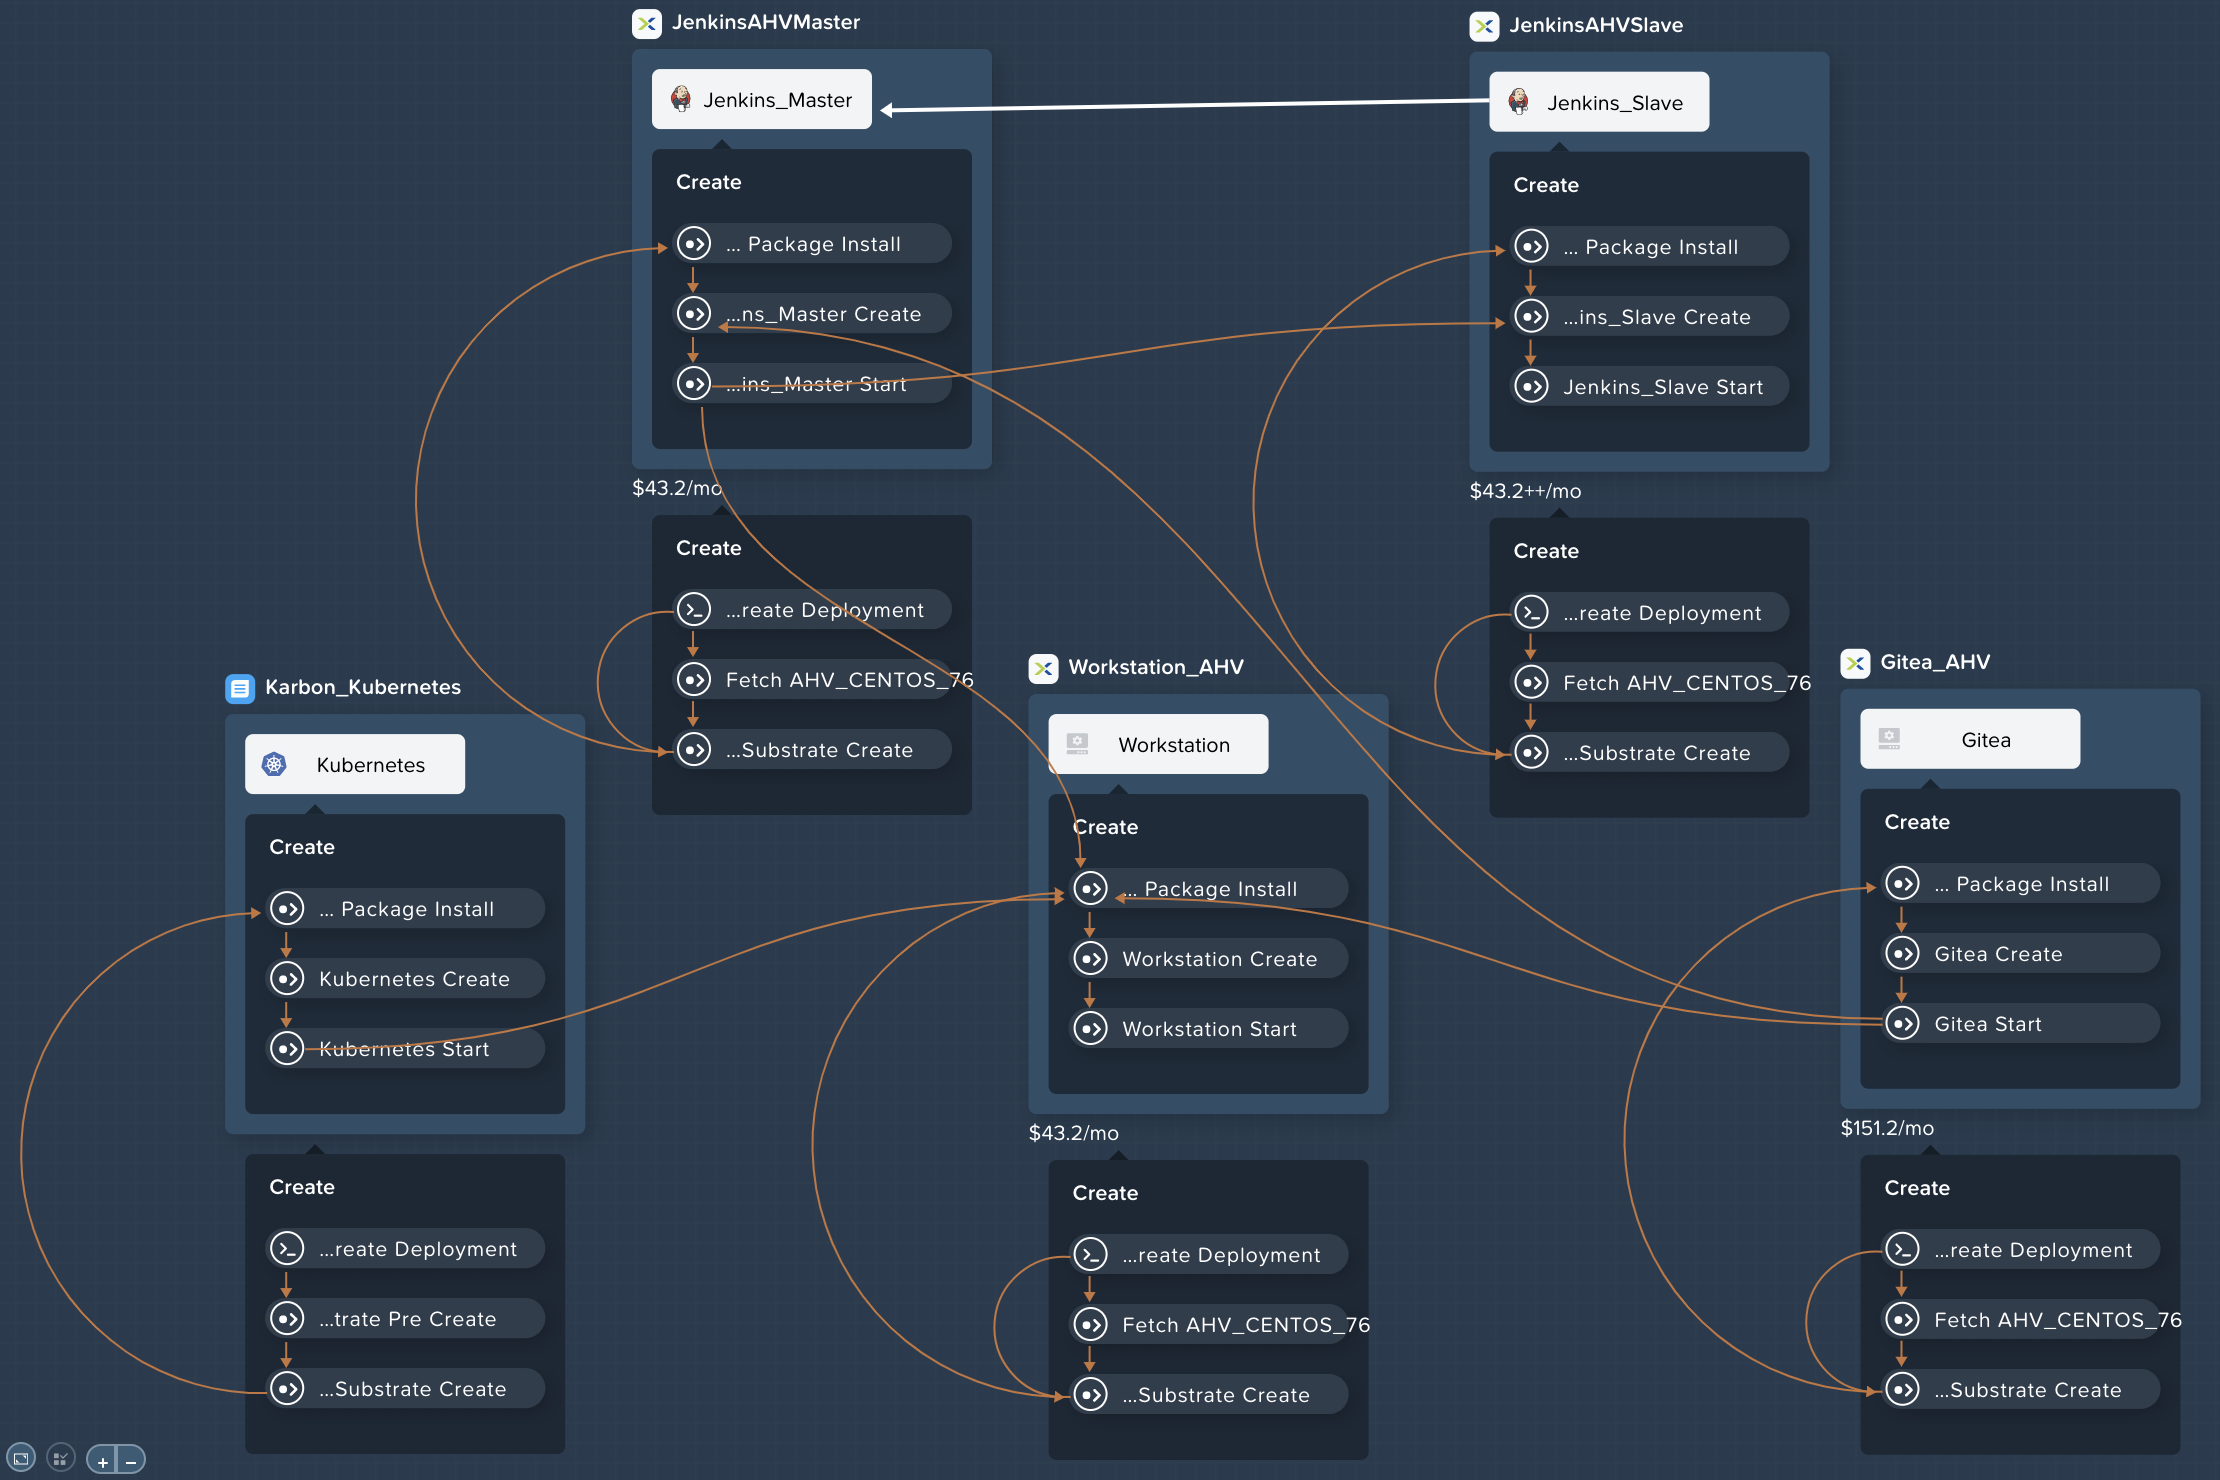 JenkinsAHVMaster
Jenkins_Master
Create
... Package Install
...ns_Master Create
...ins_Master Start
$43.2/mo
Create
...reate Deployment
Fetch AHV_CENTOS_76
...Substrate Create
JenkinsAHVSlave
Jenkins_Slave
Create
... Package Install
...ins_Slave Create
Jenkins_Slave Start
$43.2++/mo
Create
...reate Deployment
Fetch AHV_CENTOS_76
...Substrate Create
Karbon_Kubernetes
Kubernetes
Create
... Package Install
Kubernetes Create
Kubernetes Start
Create
...reate Deployment
...trate Pre Create
...Substrate Create
Workstation_AHV
Workstation
Create
... Package Install
Workstation Create
Workstation Start
$43.2/mo
Create
...reate Deployment
Fetch AHV_CENTOS_76
...Substrate Create
Gitea_AHV
Gitea
Create
... Package Install
Gitea Create
Gitea Start
$151.2/mo
Create
...reate Deployment
Fetch AHV_CENTOS_76
...Substrate Create